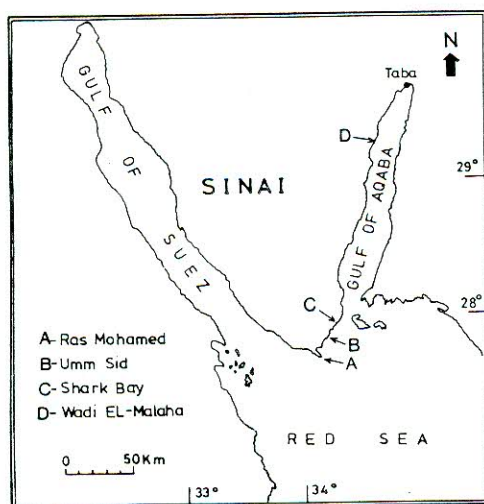 N
Taba
GULF OF SUEZ
D
SINAI
GULF OF AQABA
29°
C
28°
B
A
A- Ras Mohamed
B- Umm Sid
C- Shark Bay
D- Wadi EL-Malaha
RED SEA
0 50Km
33° 34°